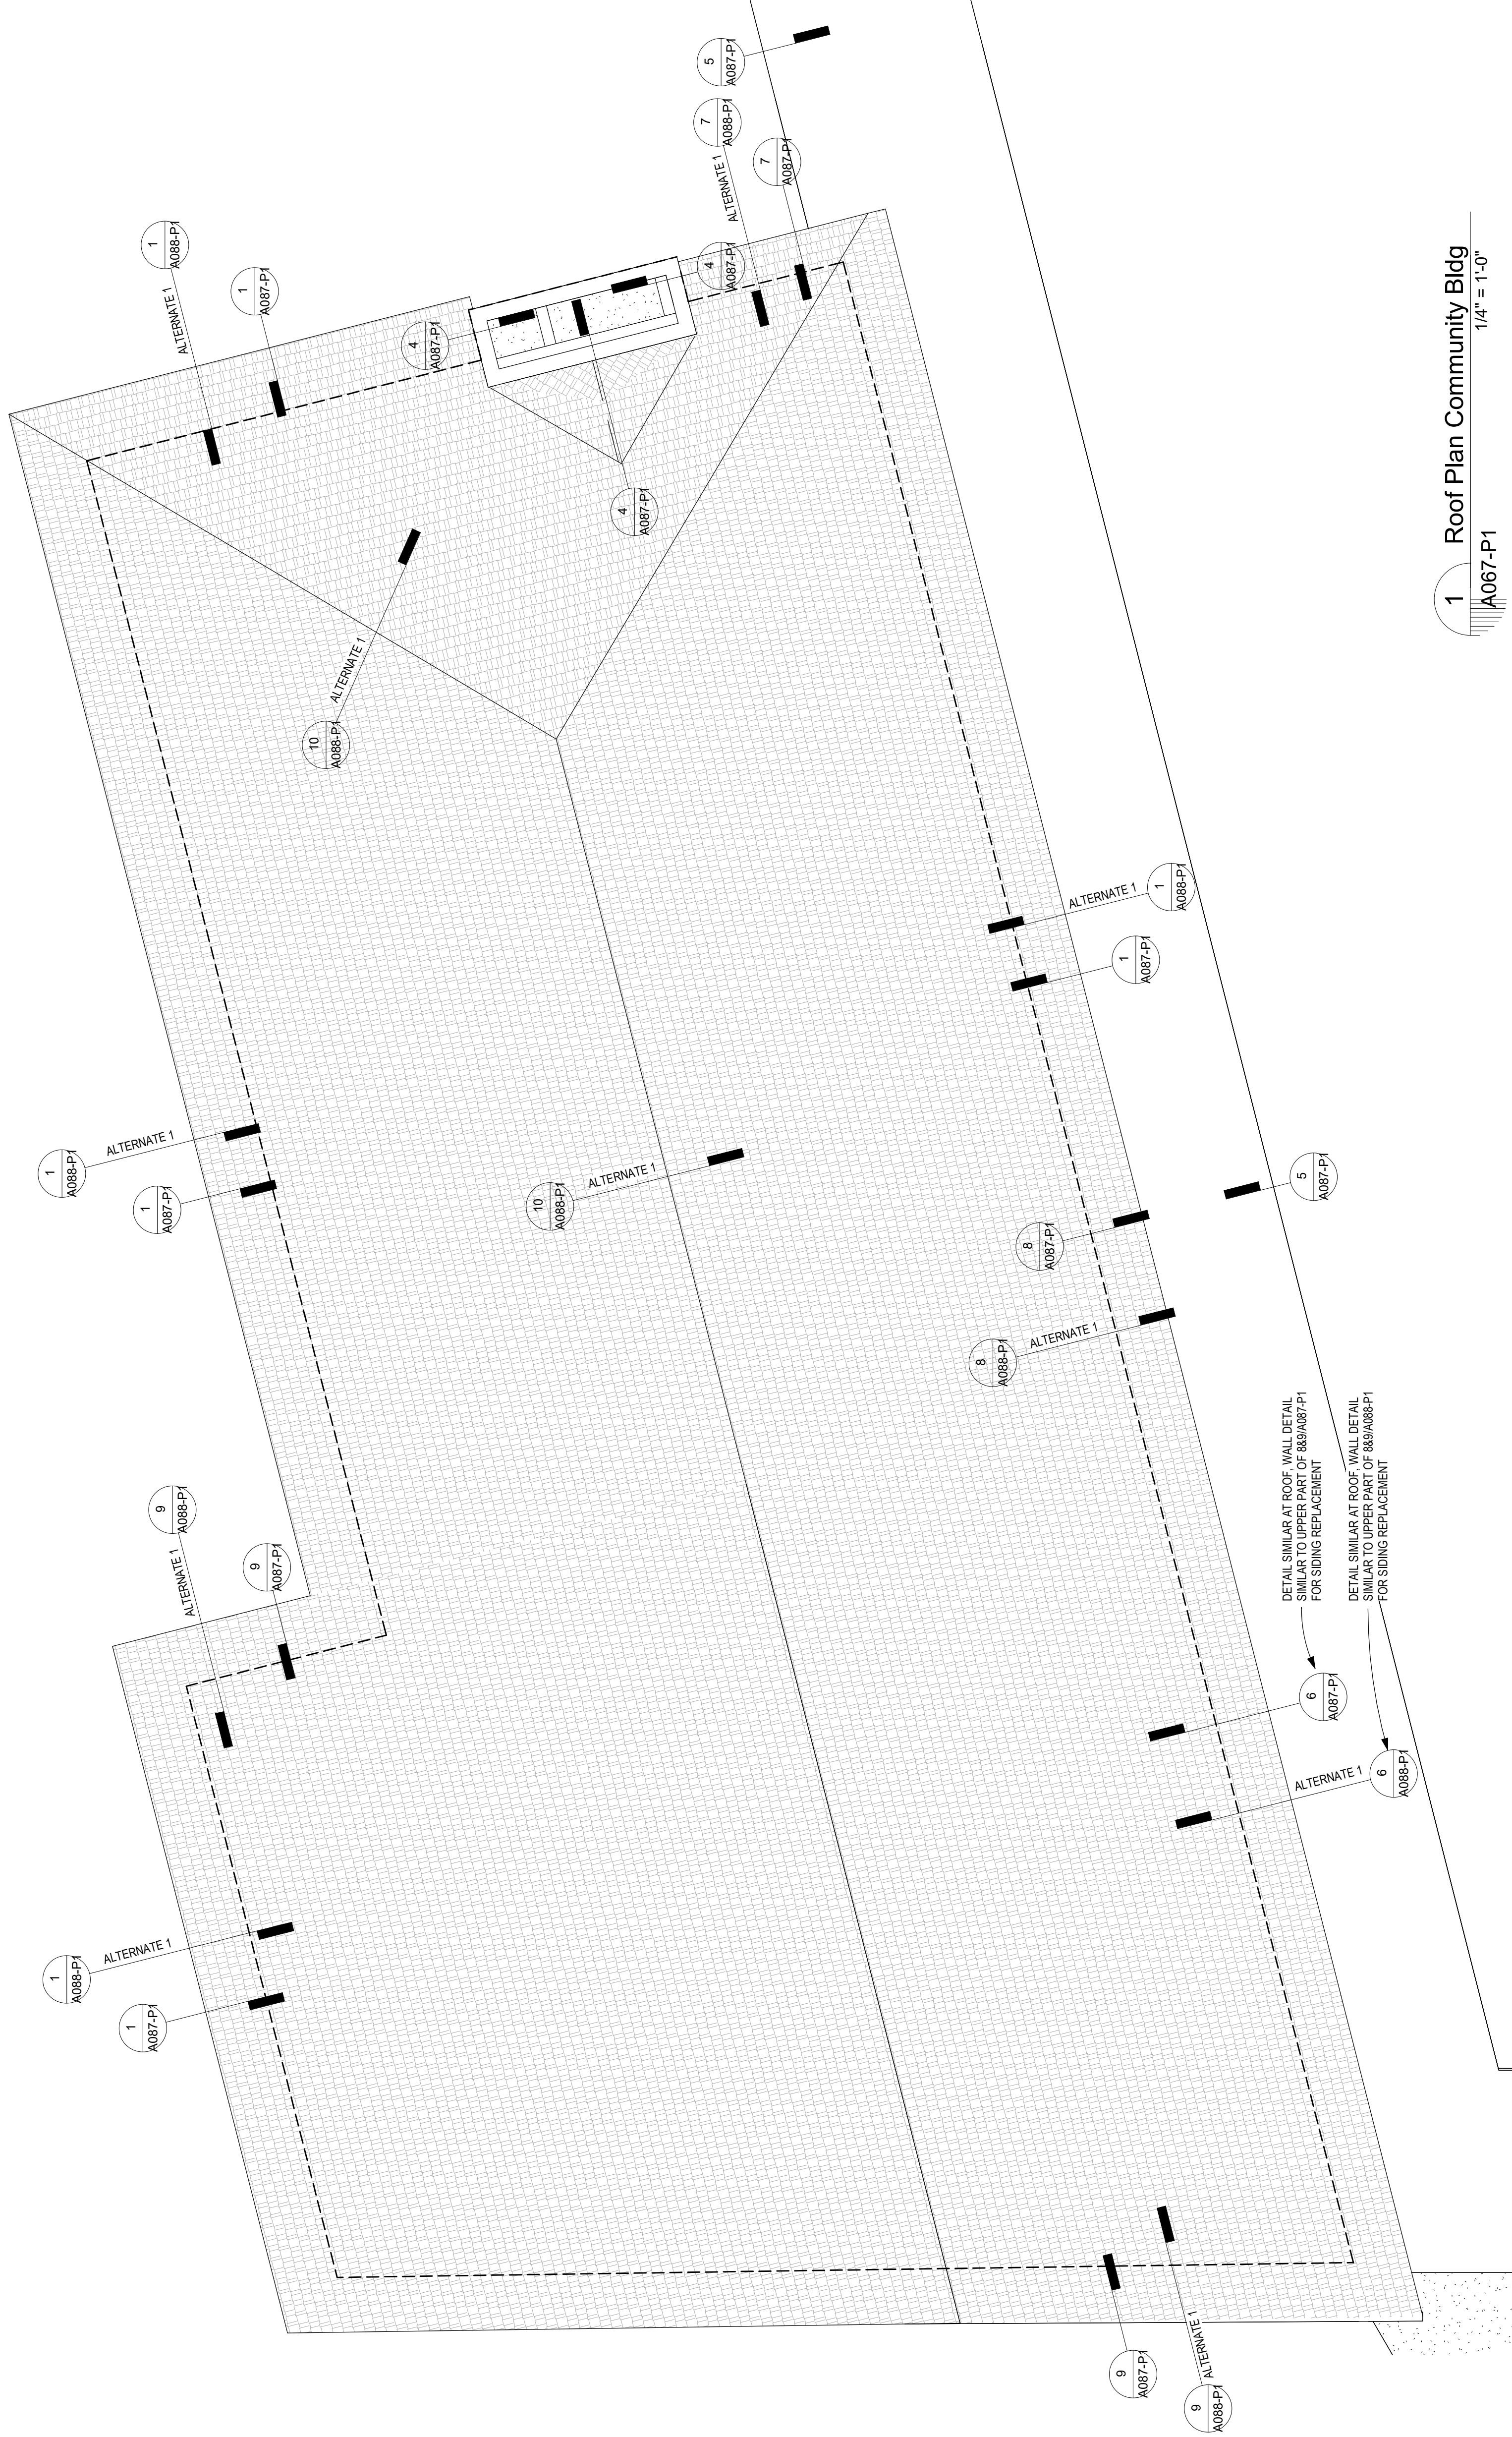 5
A087-P1
7
A088-P1
ALTERNATE 1
7
A087-P1
1
A088-P1
ALTERNATE 1
1
A087-P1
4
A087-P1
4
A087-P1
4
A087-P1
10
A088-P1
ALTERNATE 1
1
A088-P1
ALTERNATE 1
1
A087-P1
1
A088-P1
ALTERNATE 1
1
A087-P1
10
A088-P1
ALTERNATE 1
5
A087-P1
8
A087-P1
8
A088-P1
ALTERNATE 1
9
A088-P1
ALTERNATE 1
9
A087-P1
DETAIL SIMILAR AT ROOF, WALL DETAIL
SIMILAR TO UPPER PART OF 8&9/A087-P1
FOR SIDING REPLACEMENT
DETAIL SIMILAR AT ROOF, WALL DETAIL
SIMILAR TO UPPER PART OF 8&9/A088-P1
FOR SIDING REPLACEMENT
6
A087-P1
6
A088-P1
ALTERNATE 1
1
A088-P1
ALTERNATE 1
1
A087-P1
9
A087-P1
9
A088-P1
ALTERNATE 1
1
Roof Plan Community Bldg
A067-P1
1/4" = 1'-0"